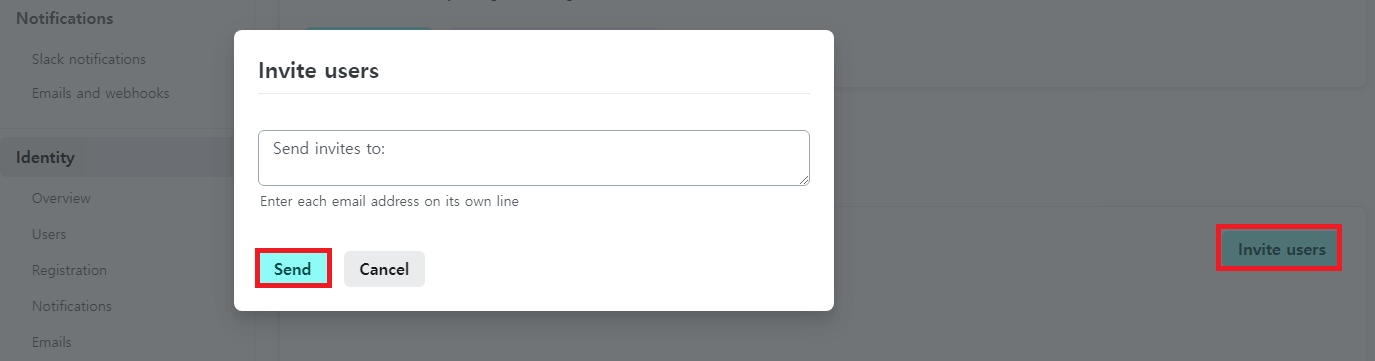 Notifications
Slack notifications
Emails and webhooks
Identity
Overview
Users
Registration
Notifications
Emails
Invite users
Send invites to:
Enter each email address on its own line
Send
Cancel
Invite users